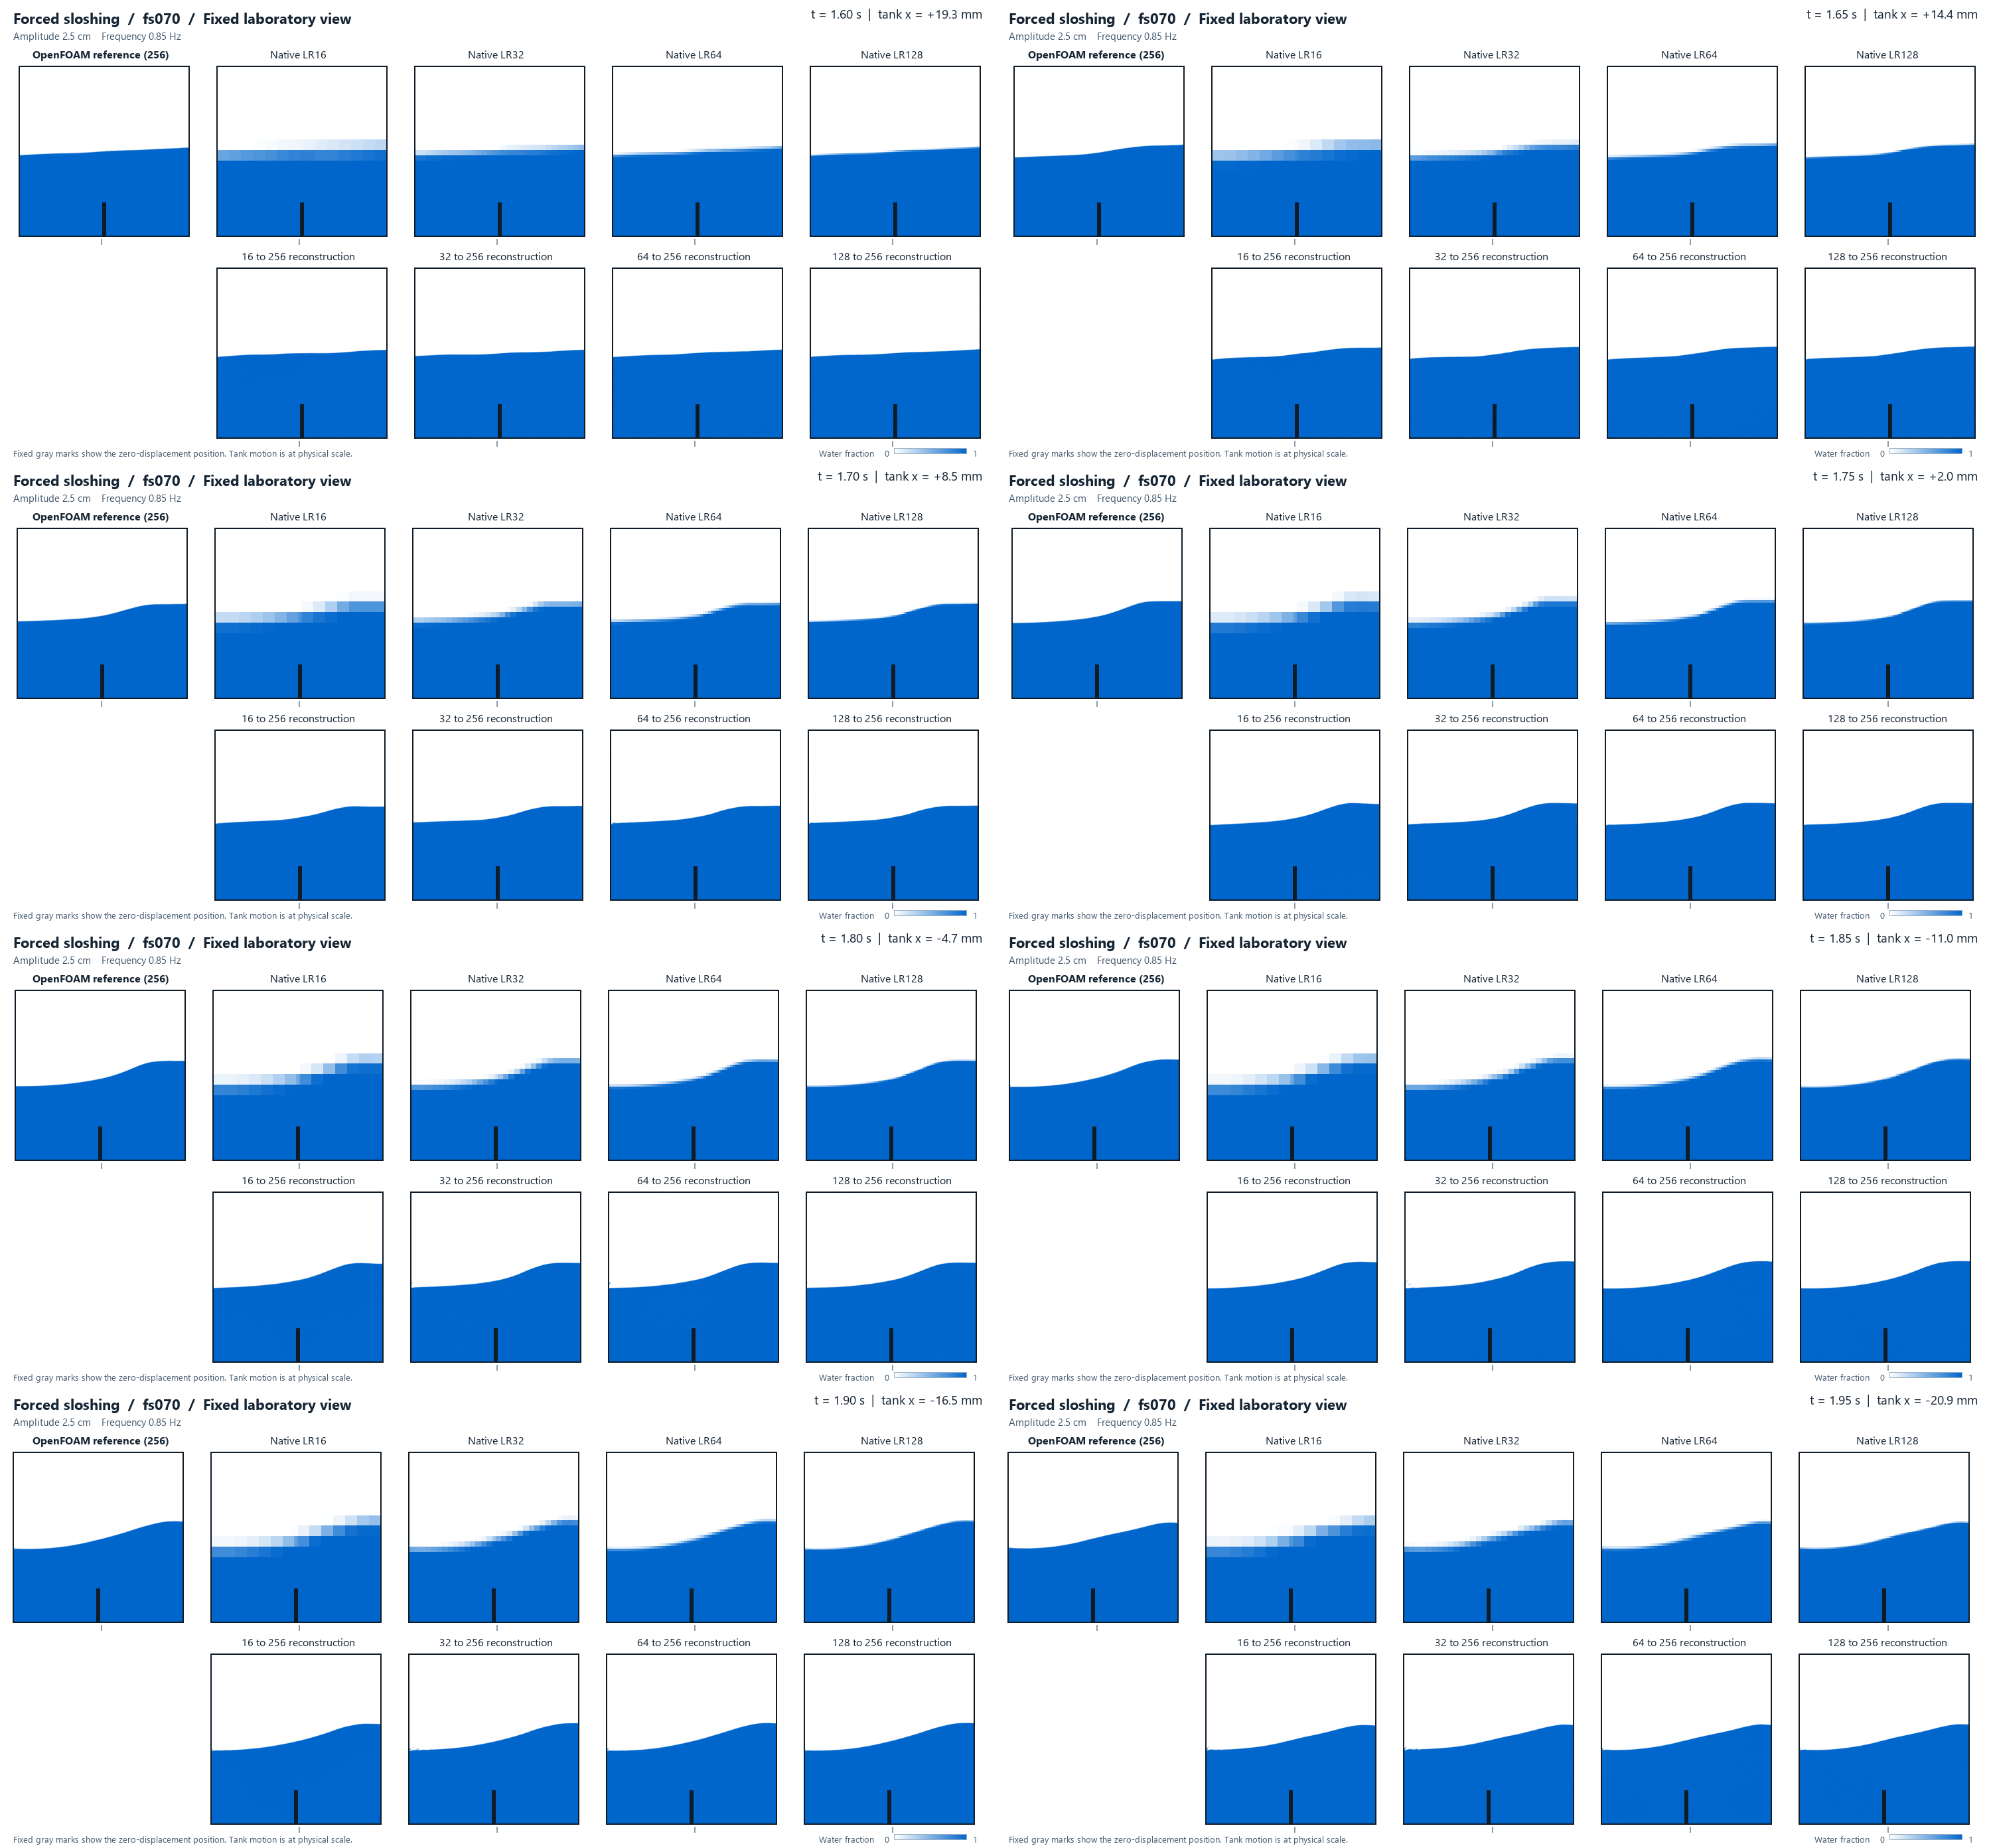 Forced sloshing / fs070 / Fixed laboratory view
t = 1.60 s | tank x = +19.3 mm
Amplitude 2.5 cm Frequency 0.85 Hz
OpenFOAM reference (256) Native LR16 Native LR32 Native LR64 Native LR128
16 to 256 reconstruction 32 to 256 reconstruction 64 to 256 reconstruction 128 to 256 reconstruction
Fixed gray marks show the zero-displacement position. Tank motion is at physical scale.
Water fraction 0 1
Forced sloshing / fs070 / Fixed laboratory view
t = 1.65 s | tank x = +14.4 mm
Amplitude 2.5 cm Frequency 0.85 Hz
OpenFOAM reference (256) Native LR16 Native LR32 Native LR64 Native LR128
16 to 256 reconstruction 32 to 256 reconstruction 64 to 256 reconstruction 128 to 256 reconstruction
Fixed gray marks show the zero-displacement position. Tank motion is at physical scale.
Water fraction 0 1
Forced sloshing / fs070 / Fixed laboratory view
t = 1.70 s | tank x = +8.5 mm
Amplitude 2.5 cm Frequency 0.85 Hz
OpenFOAM reference (256) Native LR16 Native LR32 Native LR64 Native LR128
16 to 256 reconstruction 32 to 256 reconstruction 64 to 256 reconstruction 128 to 256 reconstruction
Fixed gray marks show the zero-displacement position. Tank motion is at physical scale.
Water fraction 0 1
Forced sloshing / fs070 / Fixed laboratory view
t = 1.75 s | tank x = +2.0 mm
Amplitude 2.5 cm Frequency 0.85 Hz
OpenFOAM reference (256) Native LR16 Native LR32 Native LR64 Native LR128
16 to 256 reconstruction 32 to 256 reconstruction 64 to 256 reconstruction 128 to 256 reconstruction
Fixed gray marks show the zero-displacement position. Tank motion is at physical scale.
Water fraction 0 1
Forced sloshing / fs070 / Fixed laboratory view
t = 1.80 s | tank x = -4.7 mm
Amplitude 2.5 cm Frequency 0.85 Hz
OpenFOAM reference (256) Native LR16 Native LR32 Native LR64 Native LR128
16 to 256 reconstruction 32 to 256 reconstruction 64 to 256 reconstruction 128 to 256 reconstruction
Fixed gray marks show the zero-displacement position. Tank motion is at physical scale.
Water fraction 0 1
Forced sloshing / fs070 / Fixed laboratory view
t = 1.85 s | tank x = -11.0 mm
Amplitude 2.5 cm Frequency 0.85 Hz
OpenFOAM reference (256) Native LR16 Native LR32 Native LR64 Native LR128
16 to 256 reconstruction 32 to 256 reconstruction 64 to 256 reconstruction 128 to 256 reconstruction
Fixed gray marks show the zero-displacement position. Tank motion is at physical scale.
Water fraction 0 1
Forced sloshing / fs070 / Fixed laboratory view
t = 1.90 s | tank x = -16.5 mm
Amplitude 2.5 cm Frequency 0.85 Hz
OpenFOAM reference (256) Native LR16 Native LR32 Native LR64 Native LR128
16 to 256 reconstruction 32 to 256 reconstruction 64 to 256 reconstruction 128 to 256 reconstruction
Fixed gray marks show the zero-displacement position. Tank motion is at physical scale.
Water fraction 0 1
Forced sloshing / fs070 / Fixed laboratory view
t = 1.95 s | tank x = -20.9 mm
Amplitude 2.5 cm Frequency 0.85 Hz
OpenFOAM reference (256) Native LR16 Native LR32 Native LR64 Native LR128
16 to 256 reconstruction 32 to 256 reconstruction 64 to 256 reconstruction 128 to 256 reconstruction
Fixed gray marks show the zero-displacement position. Tank motion is at physical scale.
Water fraction 0 1